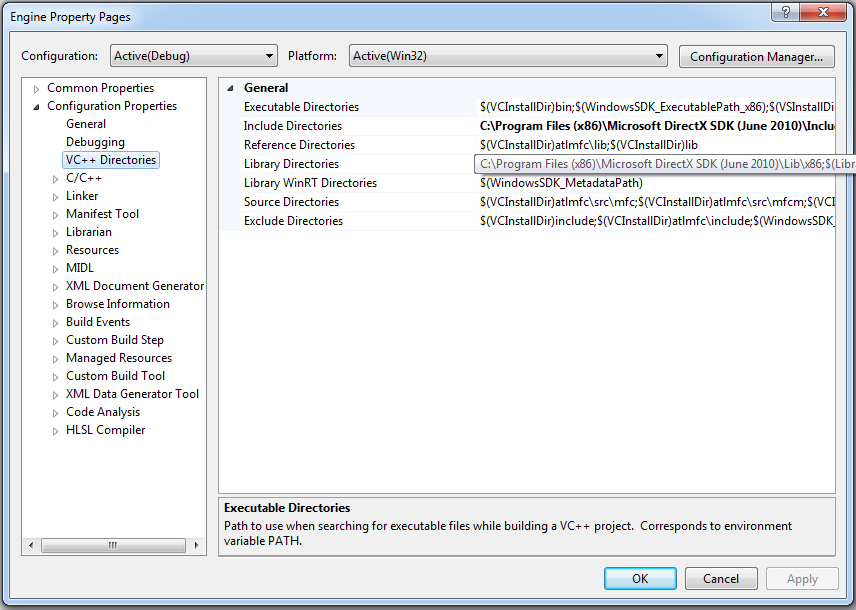 Engine Property Pages
Configuration: Active(Debug) Platform: Active(Win32) Configuration Manager...
Common Properties
Configuration Properties
General
Debugging
VC++ Directories
C/C++
Linker
Manifest Tool
Librarian
Resources
MIDL
XML Document Generator
Browse Information
Build Events
Custom Build Step
Managed Resources
Custom Build Tool
XML Data Generator Tool
Code Analysis
HLSL Compiler
General
Executable Directories $(VCInstallDir)bin;$(WindowsSDK_ExecutablePath_x86);$(VSInstallDi
Include Directories C:\Program Files (x86)\Microsoft DirectX SDK (June 2010)\Inclu
Reference Directories $(VCInstallDir)atlmfc\lib;$(VCInstallDir)lib
Library Directories C:\Program Files (x86)\Microsoft DirectX SDK (June 2010)\Lib\x86;$(Libra
Library WinRT Directories $(WindowsSDK_MetadataPath)
Source Directories $(VCInstallDir)atlmfc\src\mfc;$(VCInstallDir)atlmfc\src\mfcm;$(VCI
Exclude Directories $(VCInstallDir)include;$(VCInstallDir)atlmfc\include;$(WindowsSDK_
Executable Directories
Path to use when searching for executable files while building a VC++ project. Corresponds to environment
variable PATH.
OK Cancel Apply